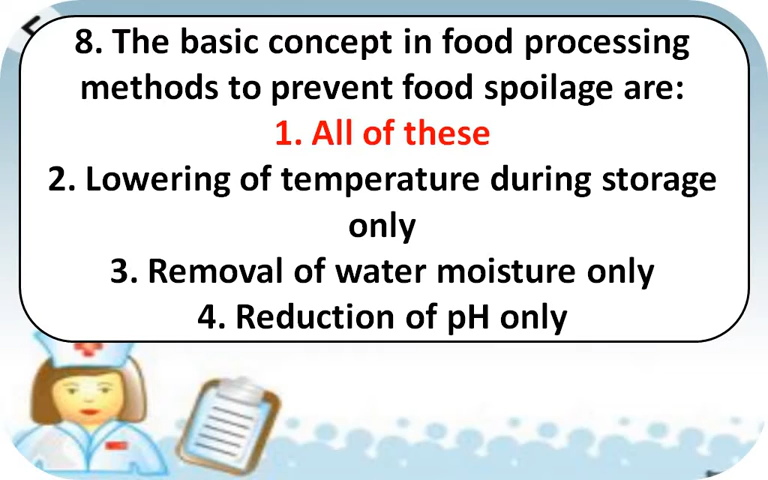 8. The basic concept in food processing
methods to prevent food spoilage are:
1. All of these
2. Lowering of temperature during storage
only
3. Removal of water moisture only
4. Reduction of pH only